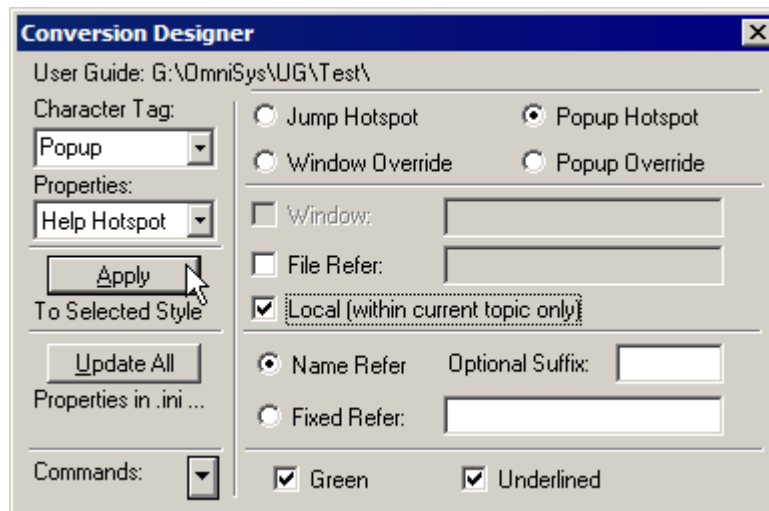 Conversion Designer
User Guide: G:\OmniSys\UG\Test\
Character Tag:
Popup
Properties:
Help Hotspot
Apply
To Selected Style
Update All
Properties in .ini ...
Commands:
Jump Hotspot
Popup Hotspot
Window Override
Popup Override
Window:
File Refer:
Local (within current topic only)
Name Refer
Optional Suffix:
Fixed Refer:
Green
Underlined